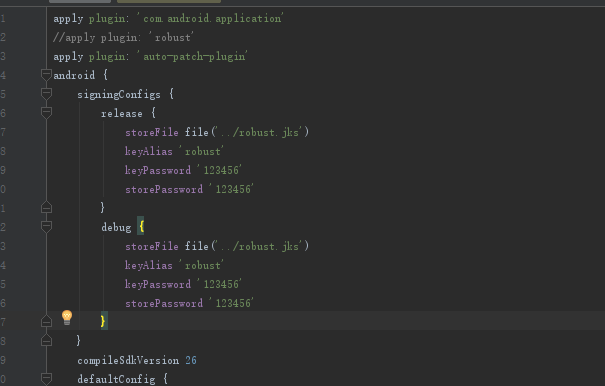 1 apply plugin: 'com.android.application'
2 //apply plugin: 'robust'
3 apply plugin: 'auto-patch-plugin'
4 android {
5 signingConfigs {
6 release {
7 storeFile file('../robust.jks')
8 keyAlias 'robust'
9 keyPassword '123456'
0 storePassword '123456'
1 }
2 debug {
3 storeFile file('../robust.jks')
4 keyAlias 'robust'
5 keyPassword '123456'
6 storePassword '123456'
7 }
8 }
9 compileSdkVersion 26
0 defaultConfig {